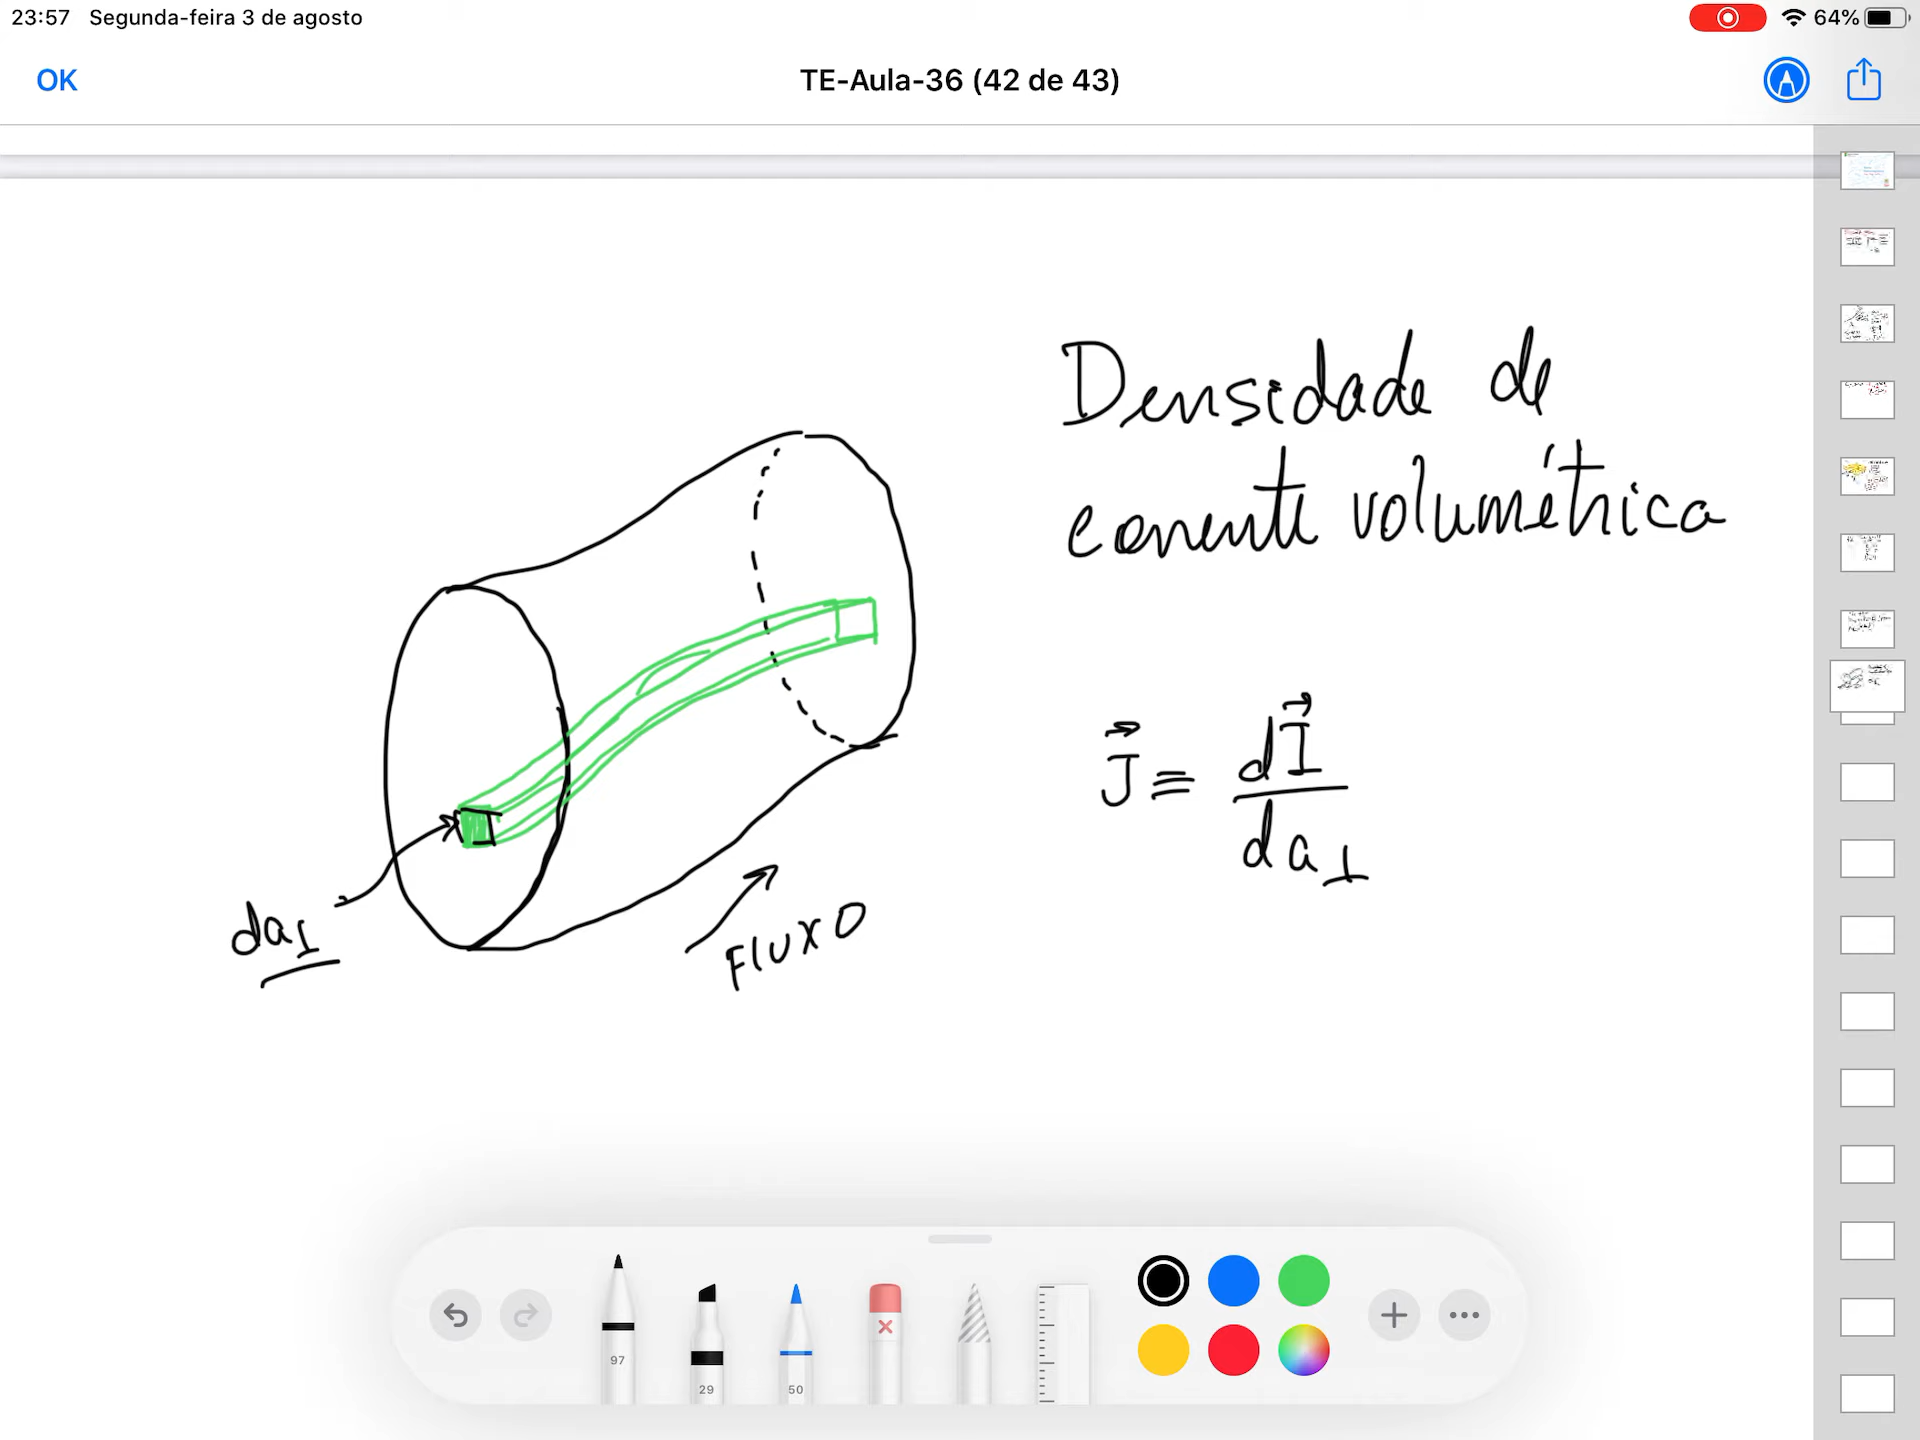 23:57 Segunda-feira 3 de agosto
64%
OK
TE-Aula-36 (42 de 43)
Densidade de
corrente volumétrica
J⃗ ≡ dI⃗ / da⊥
da⊥
FLUXO
97
29
50